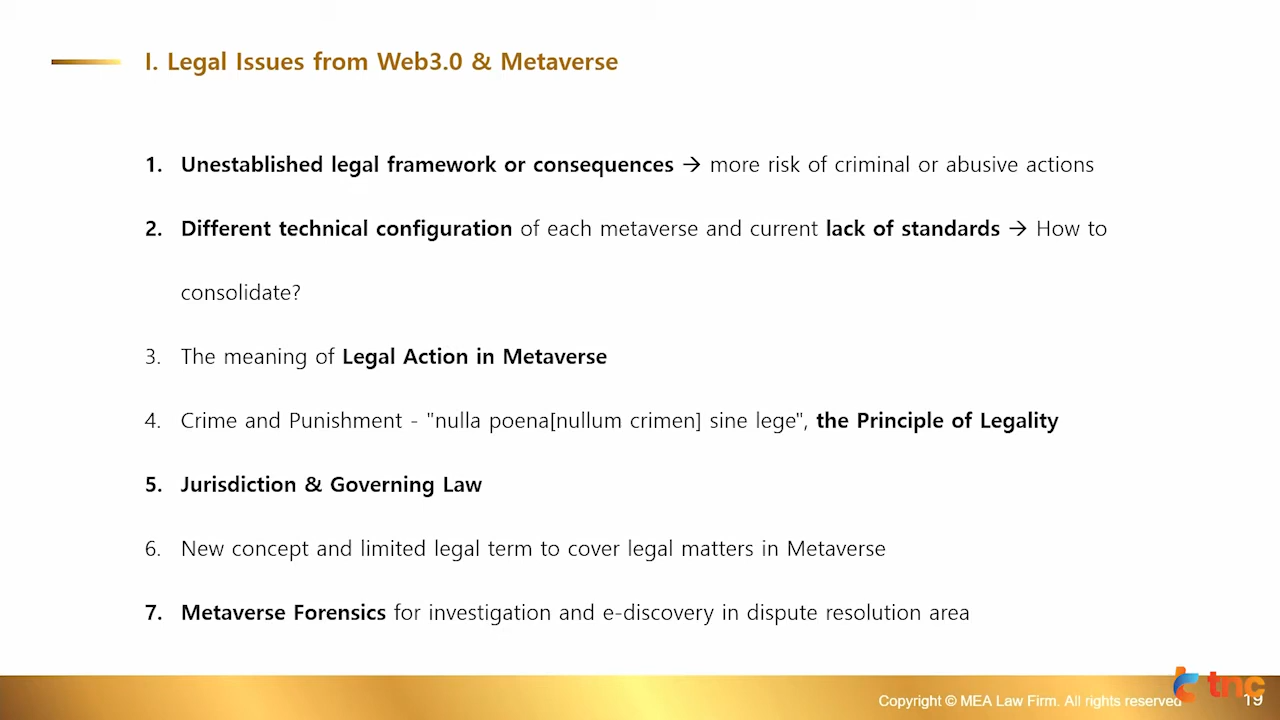 I. Legal Issues from Web3.0 & Metaverse
1. Unestablished legal framework or consequences → more risk of criminal or abusive actions
2. Different technical configuration of each metaverse and current lack of standards → How to
consolidate?
3. The meaning of Legal Action in Metaverse
4. Crime and Punishment - "nulla poena[nullum crimen] sine lege", the Principle of Legality
5. Jurisdiction & Governing Law
6. New concept and limited legal term to cover legal matters in Metaverse
7. Metaverse Forensics for investigation and e-discovery in dispute resolution area
Copyright © MEA Law Firm. All rights reserved
tnc
19